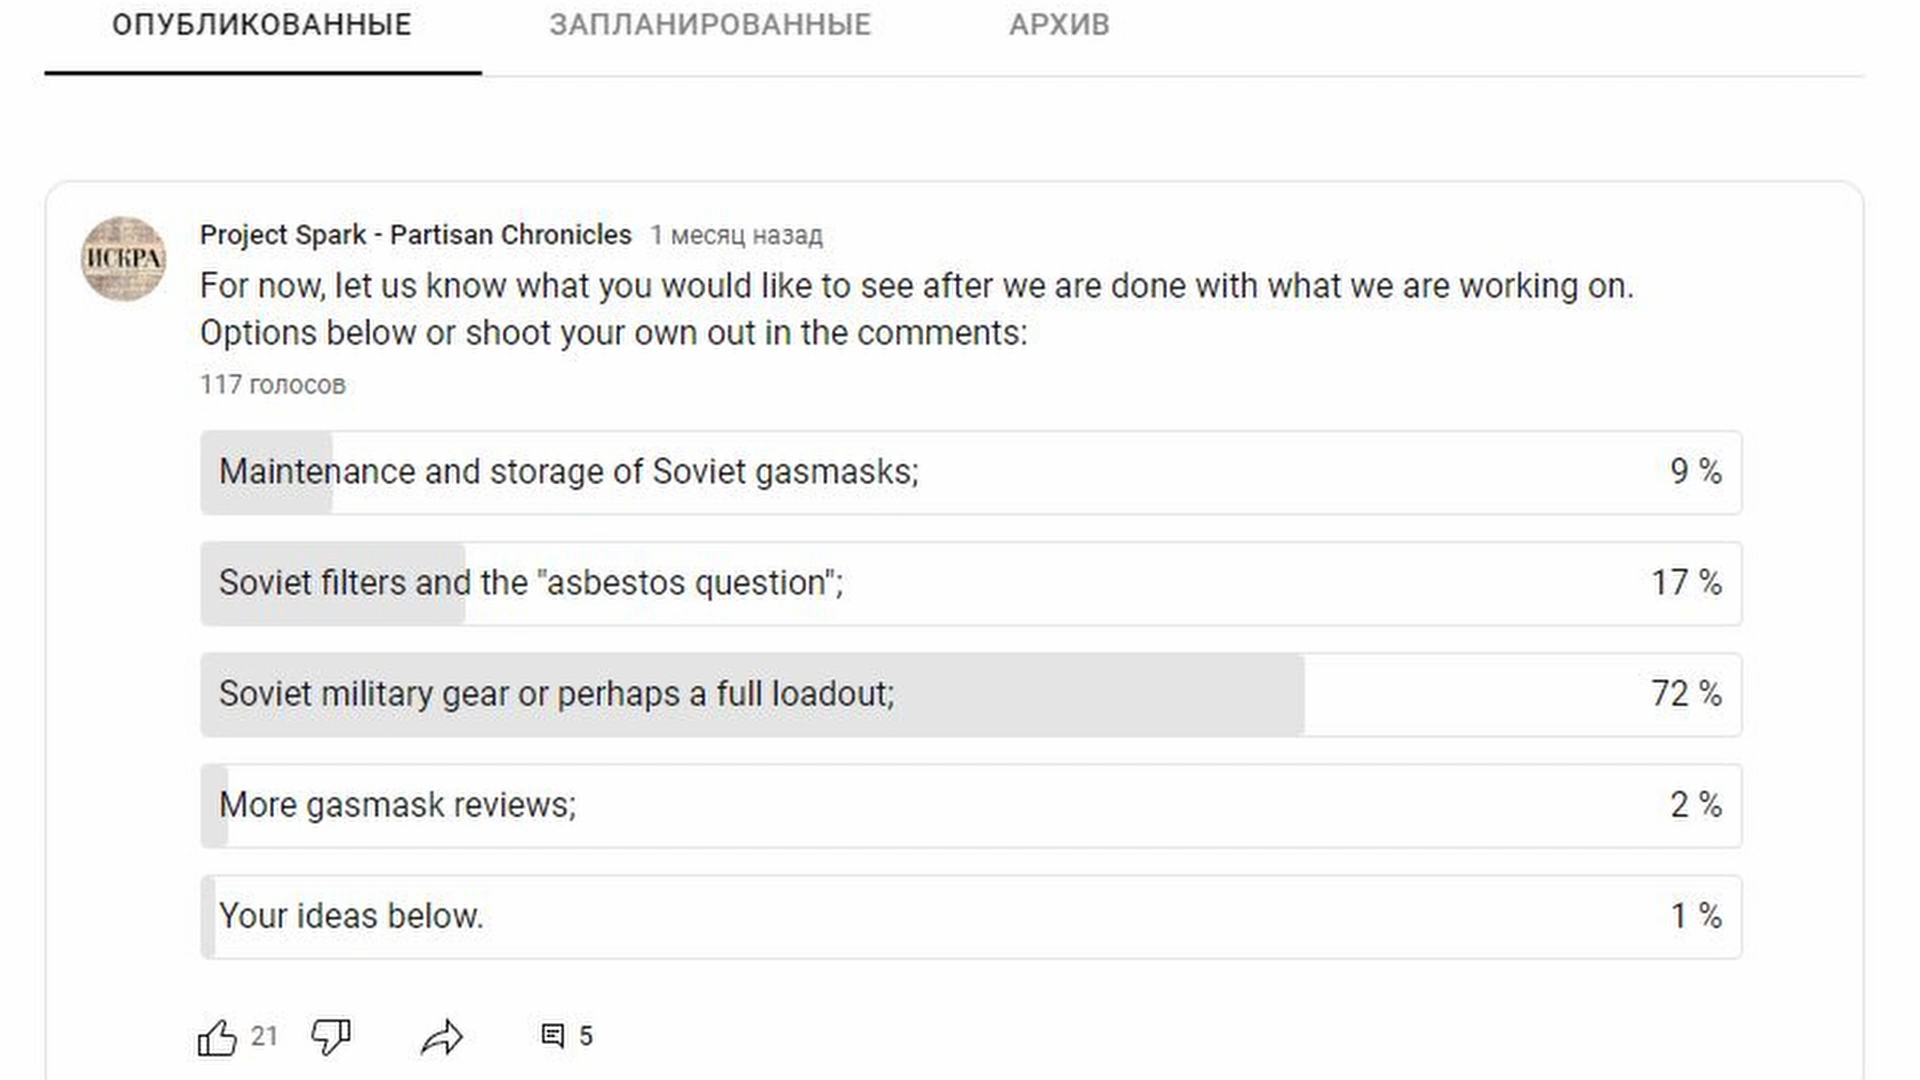 ОПУБЛИКОВАННЫЕ ЗАПЛАНИРОВАННЫЕ АРХИВ
ИСКРА
Project Spark - Partisan Chronicles 1 месяц назад
For now, let us know what you would like to see after we are done with what we are working on.
Options below or shoot your own out in the comments:
117 голосов
Maintenance and storage of Soviet gasmasks; 9 %
Soviet filters and the "asbestos question"; 17 %
Soviet military gear or perhaps a full loadout; 72 %
More gasmask reviews; 2 %
Your ideas below. 1 %
21 5